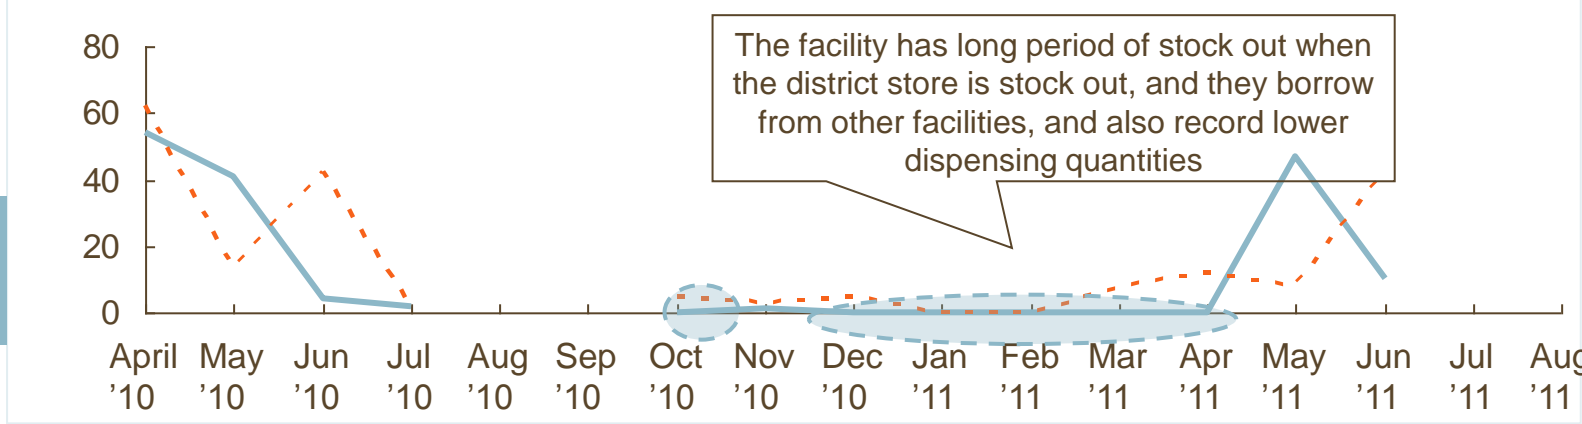 The facility has long period of stock out when
the district store is stock out, and they borrow
from other facilities, and also record lower
dispensing quantities
80
60
40
20
0
April May Jun Jul Aug Sep Oct Nov Dec Jan Feb Mar Apr May Jun Jul Aug
’10 ’10 ’10 ’10 ’10 ’10 ’10 ’10 ’10 ’11 ’11 ’11 ’11 ’11 ’11 ’11 ’11